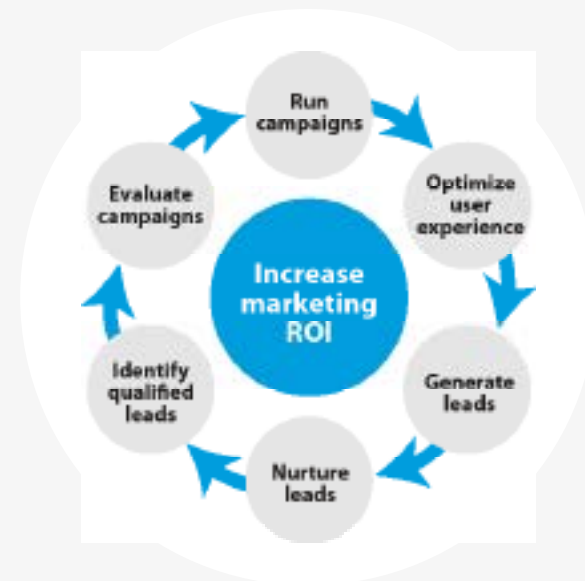 Run
campaigns
Optimize
user
experience
Generate
leads
Nurture
leads
Identify
qualified
leads
Evaluate
campaigns
Increase
marketing
ROI